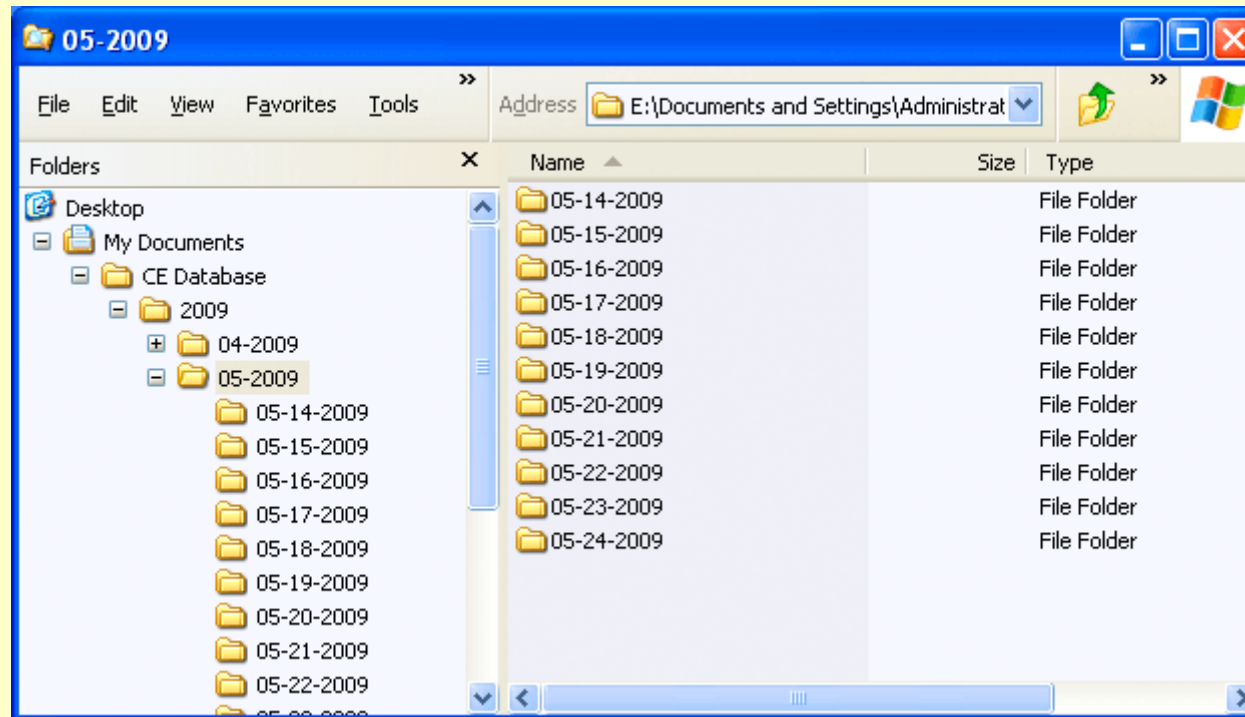 05-2009
File Edit View Favorites Tools » Address E:\Documents and Settings\Administrat »
Folders
Desktop
My Documents
CE Database
2009
04-2009
05-2009
05-14-2009
05-15-2009
05-16-2009
05-17-2009
05-18-2009
05-19-2009
05-20-2009
05-21-2009
05-22-2009
Name Size Type
05-14-2009 File Folder
05-15-2009 File Folder
05-16-2009 File Folder
05-17-2009 File Folder
05-18-2009 File Folder
05-19-2009 File Folder
05-20-2009 File Folder
05-21-2009 File Folder
05-22-2009 File Folder
05-23-2009 File Folder
05-24-2009 File Folder